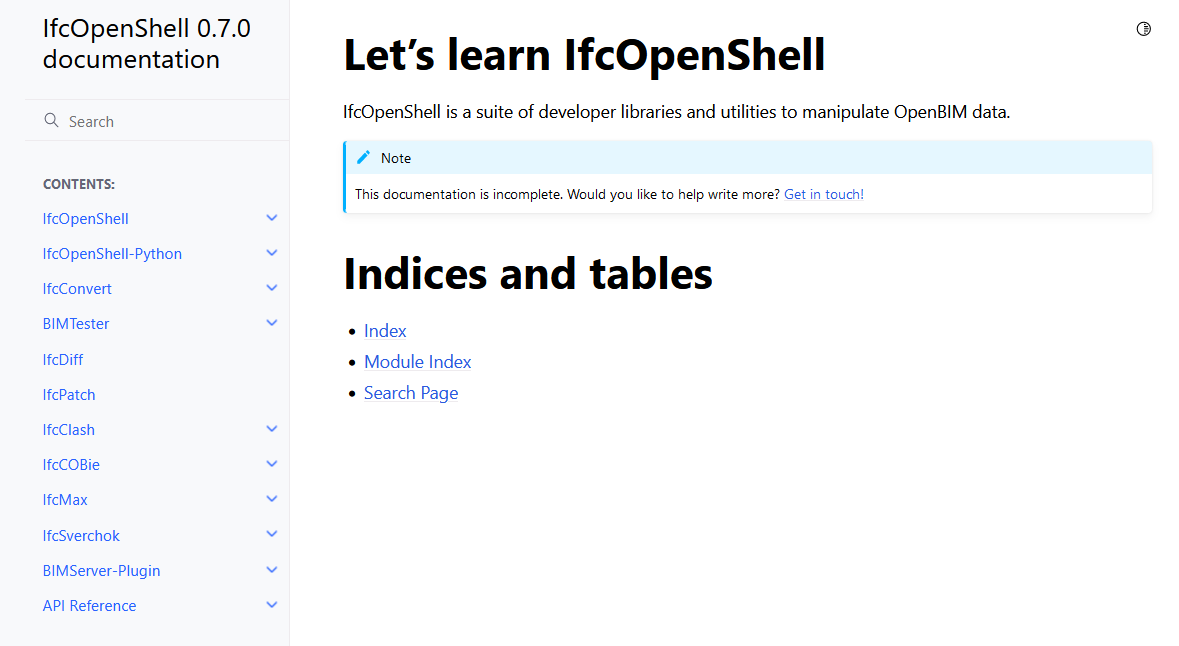 IfcOpenShell 0.7.0
documentation
Search
CONTENTS:
IfcOpenShell
IfcOpenShell-Python
IfcConvert
BIMTester
IfcDiff
IfcPatch
IfcClash
IfcCOBie
IfcMax
IfcSverchok
BIMServer-Plugin
API Reference
Let’s learn IfcOpenShell
IfcOpenShell is a suite of developer libraries and utilities to manipulate OpenBIM data.
Note
This documentation is incomplete. Would you like to help write more? Get in touch!
Indices and tables
Index
Module Index
Search Page